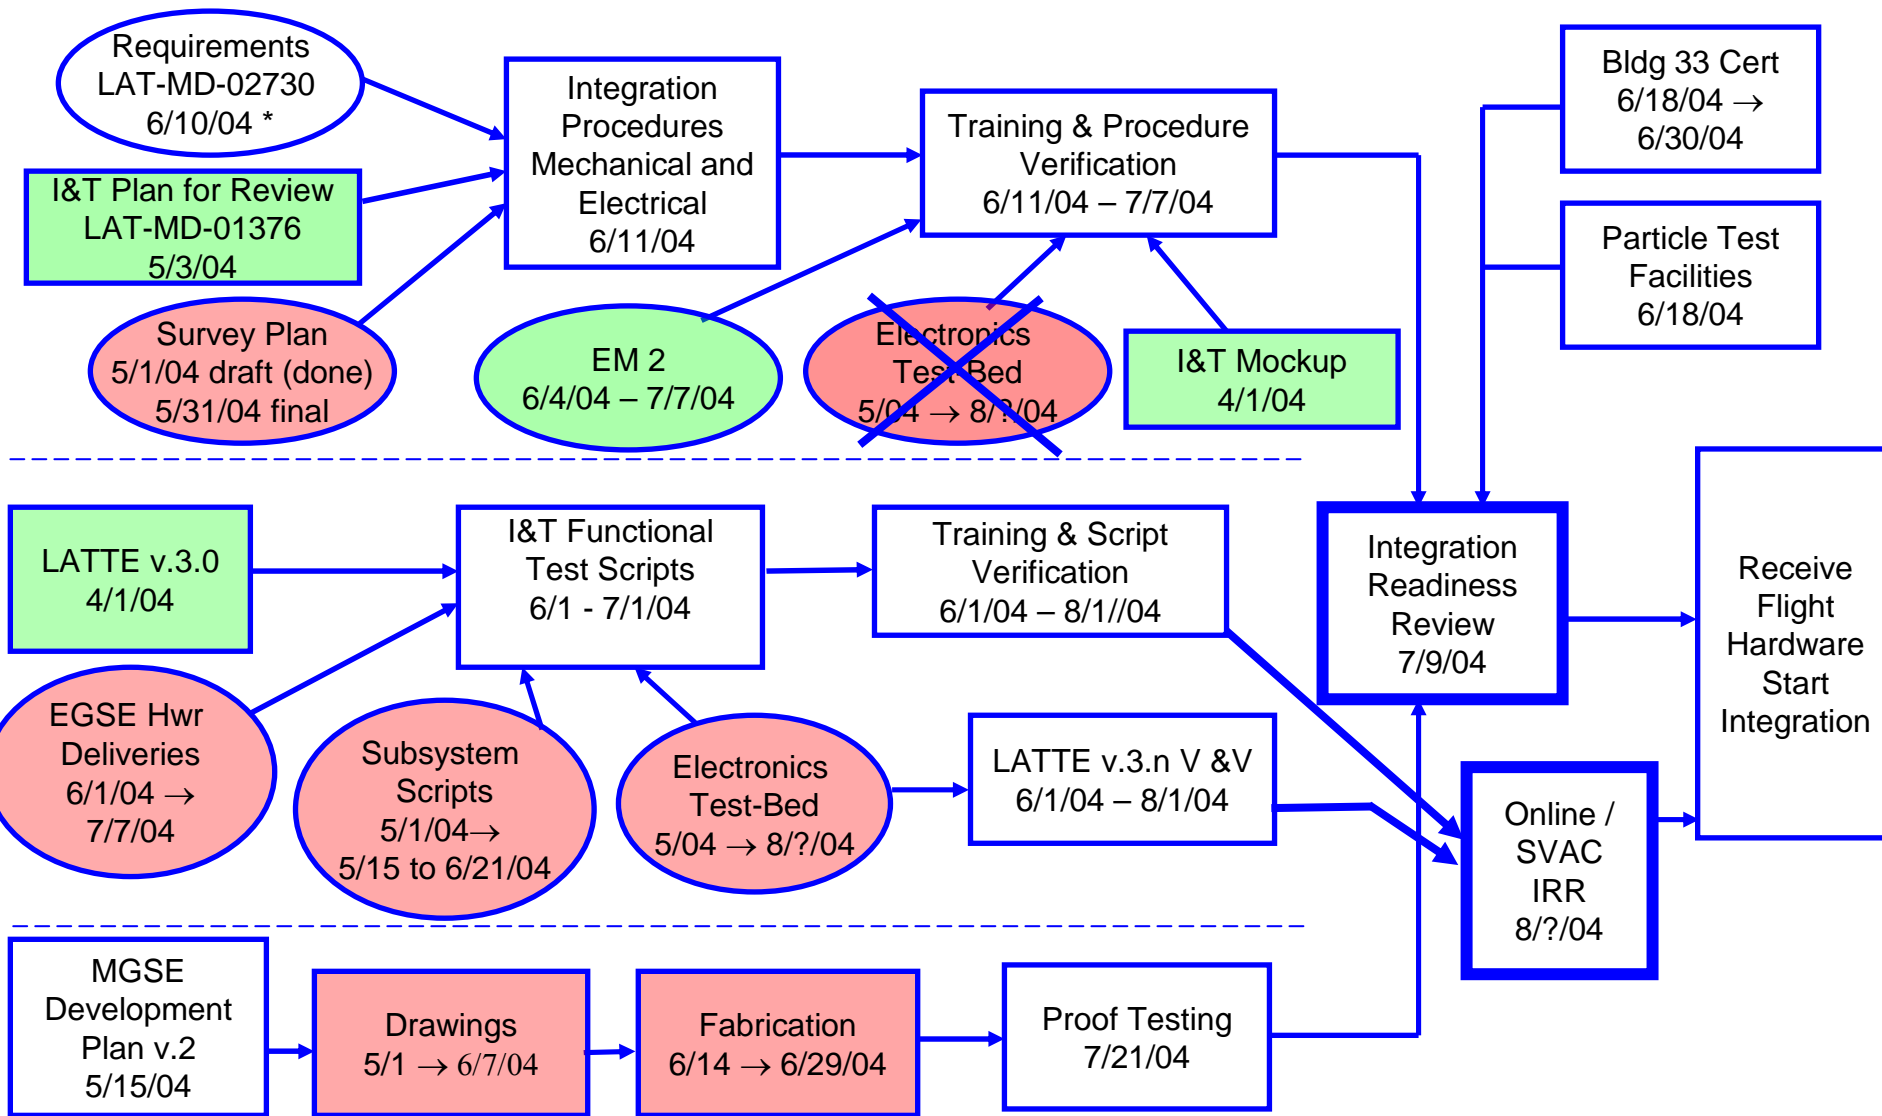 Requirements
LAT-MD-02730
6/10/04 *
I&T Plan for Review
LAT-MD-01376
5/3/04
Survey Plan
5/1/04 draft (done)
5/31/04 final
Integration
Procedures
Mechanical and
Electrical
6/11/04
EM 2
6/4/04 – 7/7/04
Training & Procedure
Verification
6/11/04 – 7/7/04
Electronics
Test-Bed
5/04 → 8/?/04
I&T Mockup
4/1/04
Bldg 33 Cert
6/18/04 →
6/30/04
Particle Test
Facilities
6/18/04
LATTE v.3.0
4/1/04
EGSE Hwr
Deliveries
6/1/04 →
7/7/04
I&T Functional
Test Scripts
6/1 - 7/1/04
Subsystem
Scripts
5/1/04→
5/15 to 6/21/04
Electronics
Test-Bed
5/04 → 8/?/04
Training & Script
Verification
6/1/04 – 8/1//04
LATTE v.3.n V &V
6/1/04 – 8/1/04
Integration
Readiness
Review
7/9/04
Online /
SVAC
IRR
8/?/04
Receive
Flight
Hardware
Start
Integration
MGSE
Development
Plan v.2
5/15/04
Drawings
5/1 → 6/7/04
Fabrication
6/14 → 6/29/04
Proof Testing
7/21/04